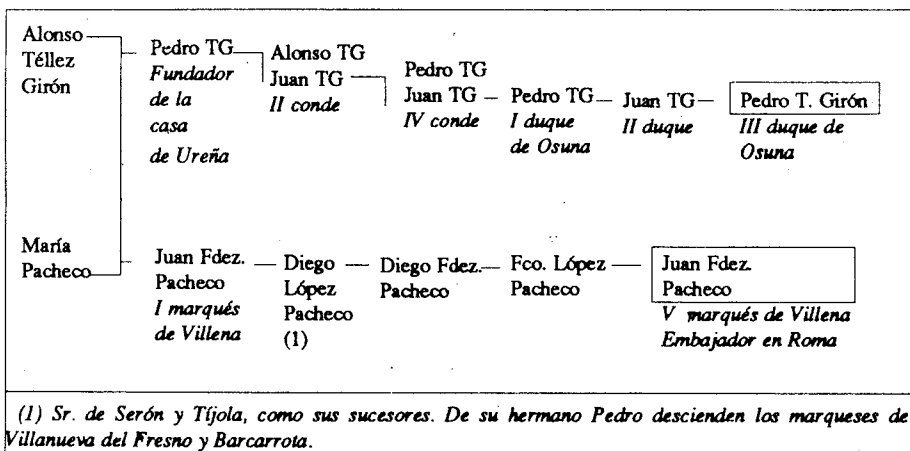 Alonso
Téllez
Girón
Pedro TG
Fundador
de la
casa
de Ureña
Alonso TG
Juan TG
II conde
Pedro TG
Juan TG
IV conde
Pedro TG
I duque
de Osuna
Juan TG
II duque
Pedro T. Girón
III duque de
Osuna
María
Pacheco
Juan Fdez.
Pacheco
I marqués
de Villena
Diego
López
Pacheco
(1)
Diego Fdez.
Pacheco
Fco. López
Pacheco
Juan Fdez.
Pacheco
V marqués de Villena
Embajador en Roma
(1) Sr. de Serón y Tíjola, como sus sucesores. De su hermano Pedro descienden los marqueses de
Villanueva del Fresno y Barcarrota.